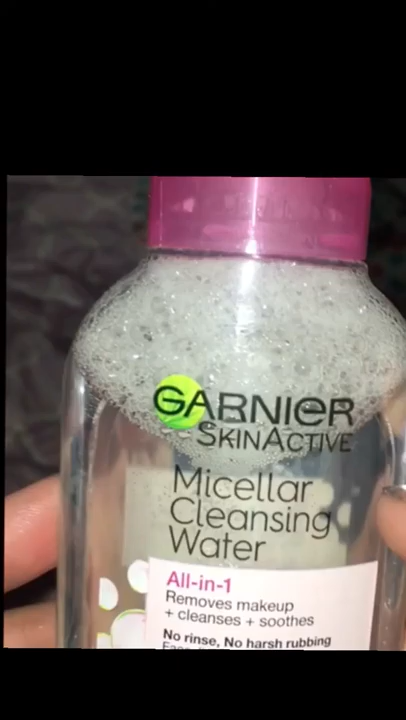 GARNIER
SKINACTIVE
Micellar
Cleansing
Water
All-in-1
Removes makeup
+ cleanses + soothes
No rinse, No harsh rubbing